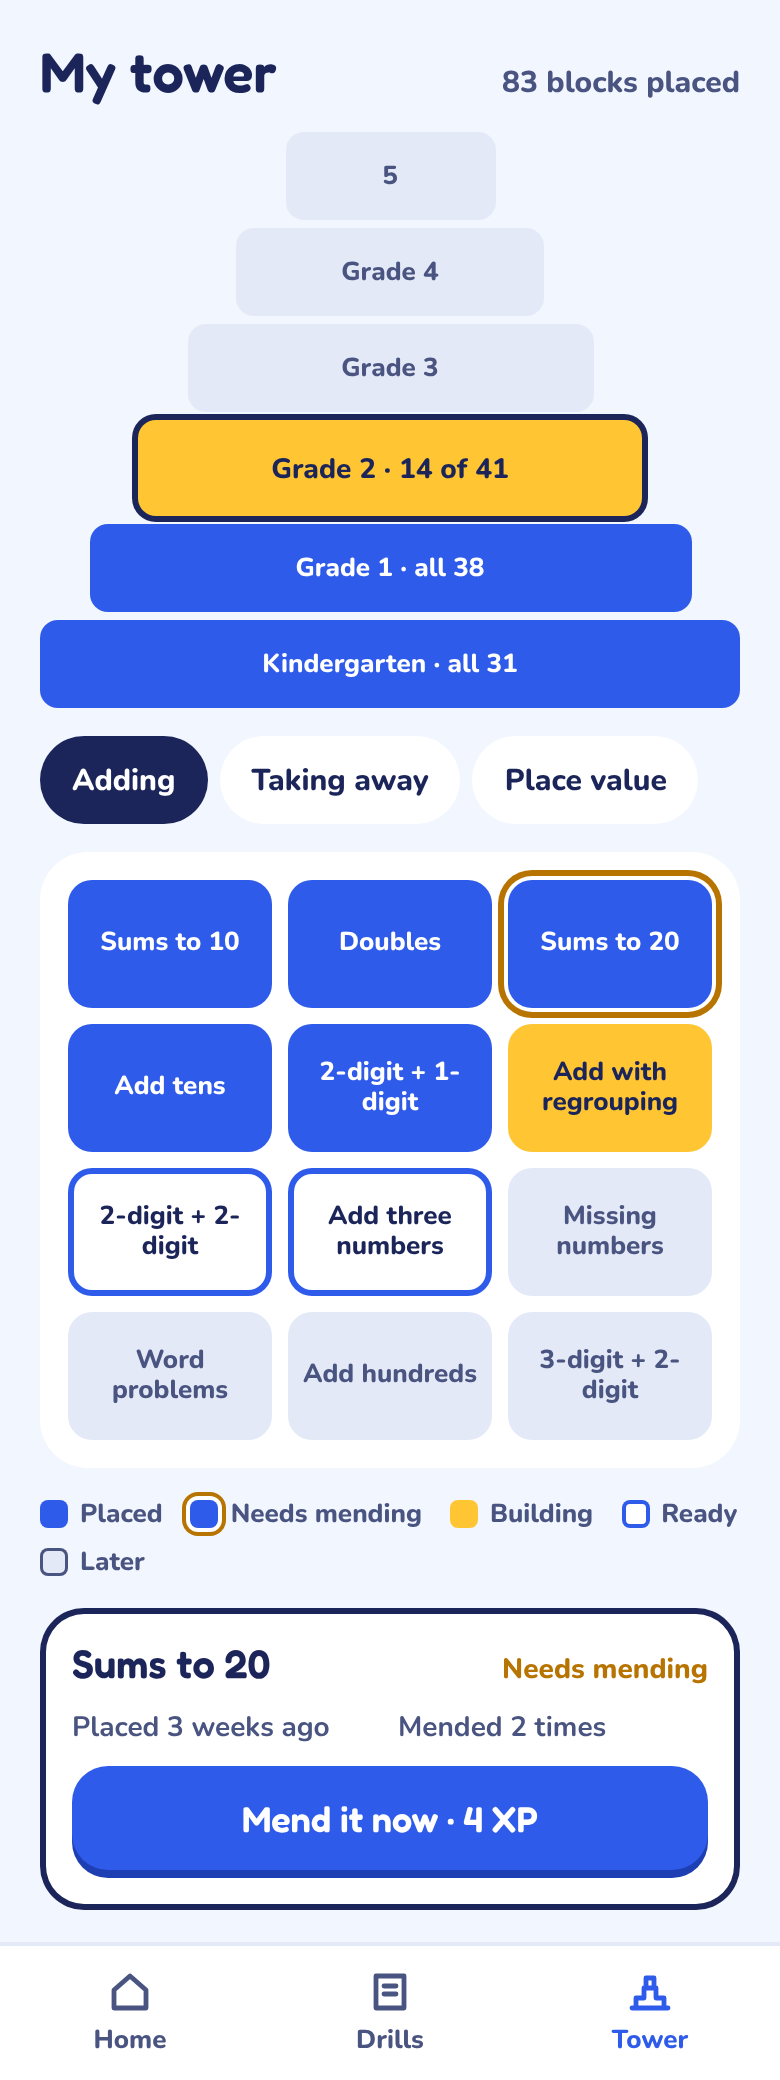 My tower
83 blocks placed
5
Grade 4
Grade 3
Grade 2 · 14 of 41
Grade 1 · all 38
Kindergarten · all 31
Adding
Taking away
Place value
Sums to 10
Doubles
Sums to 20
Add tens
2-digit + 1-
digit
Add with
regrouping
2-digit + 2-
digit
Add three
numbers
Missing
numbers
Word
problems
Add hundreds
3-digit + 2-
digit
Placed
Needs mending
Building
Ready
Later
Sums to 20
Needs mending
Placed 3 weeks ago
Mended 2 times
Mend it now · 4 XP
Home
Drills
Tower